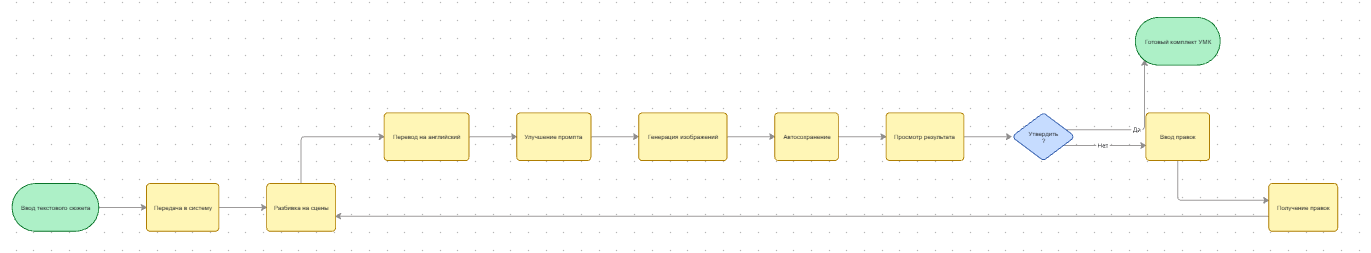 Готовый комплект УМК
Перевод на английский
Улучшение промпта
Генерация изображений
Автосохранение
Просмотр результата
Утвердить
?
Да
Нет
Ввод правок
Ввод текстового сюжета
Передача в систему
Разбивка на сцены
Получение правок